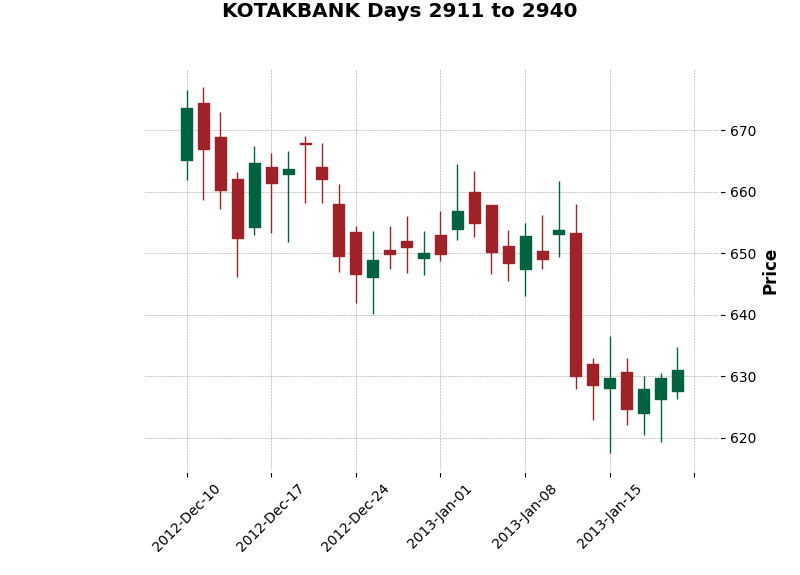 KOTAKBANK Days 2911 to 2940
670
660
650
640
630
620
Price
2012-Dec-10
2012-Dec-17
2012-Dec-24
2013-Jan-01
2013-Jan-08
2013-Jan-15